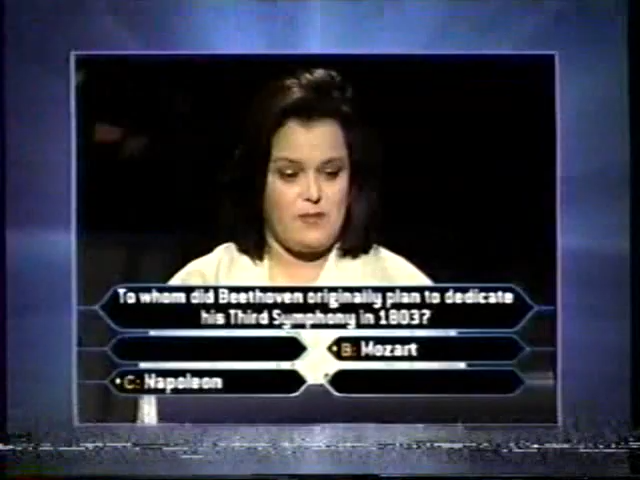 To whom did Beethoven originally plan to dedicate
his Third Symphony in 1803?
B: Mozart
C: Napoleon